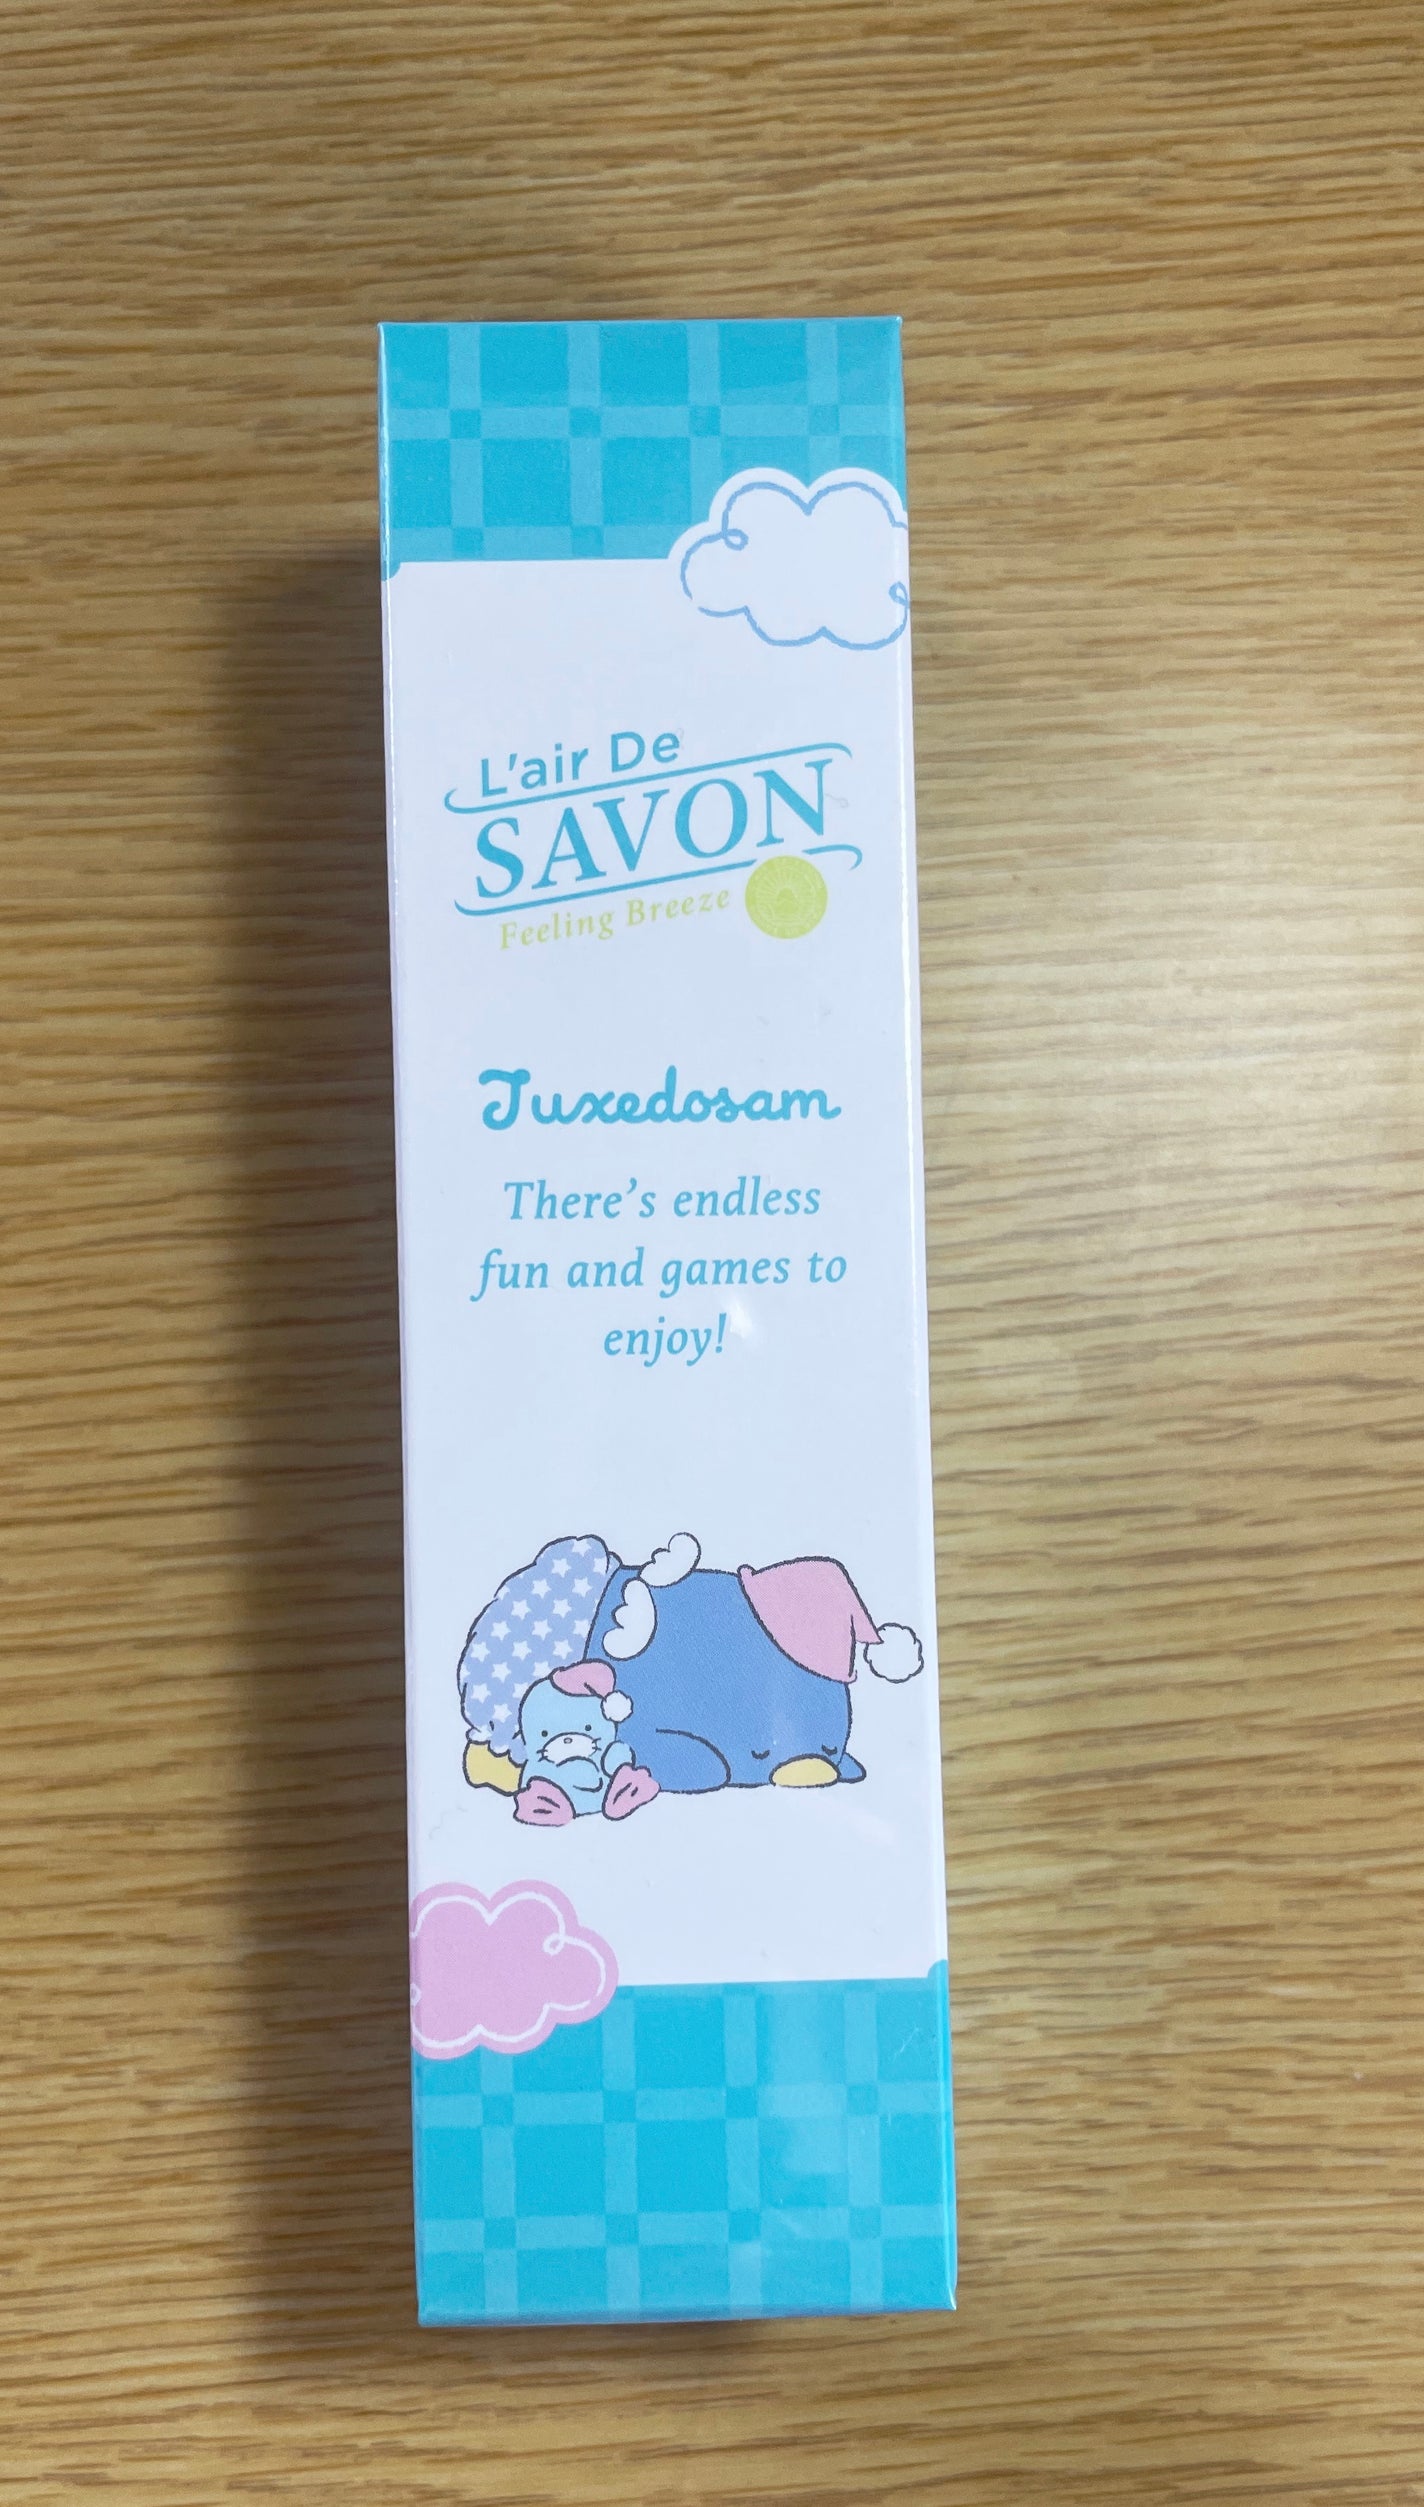 L'air De
SAVON
Feeling Breeze
Tuxedosam
There's endless
fun and games to
enjoy!